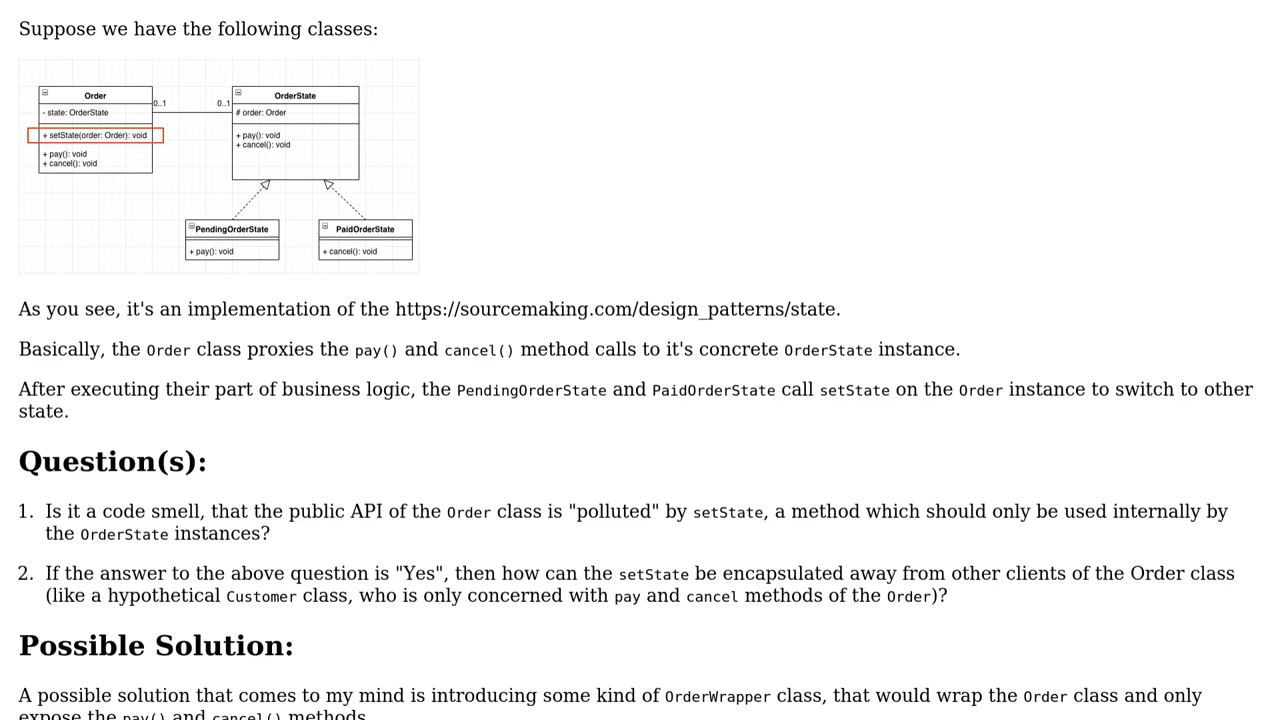 Suppose we have the following classes:
Order
- state: OrderState
+ setState(order: Order): void
+ pay(): void
+ cancel(): void
0..1
0..1
OrderState
# order: Order
+ pay(): void
+ cancel(): void
PendingOrderState
+ pay(): void
PaidOrderState
+ cancel(): void
As you see, it's an implementation of the https://sourcemaking.com/design_patterns/state.
Basically, the Order class proxies the pay() and cancel() method calls to it's concrete OrderState instance.
After executing their part of business logic, the PendingOrderState and PaidOrderState call setState on the Order instance to switch to other
state.
Question(s):
1. Is it a code smell, that the public API of the Order class is "polluted" by setState, a method which should only be used internally by
the OrderState instances?
2. If the answer to the above question is "Yes", then how can the setState be encapsulated away from other clients of the Order class
(like a hypothetical Customer class, who is only concerned with pay and cancel methods of the Order)?
Possible Solution:
A possible solution that comes to my mind is introducing some kind of OrderWrapper class, that would wrap the Order class and only
expose the pay() and cancel() methods.